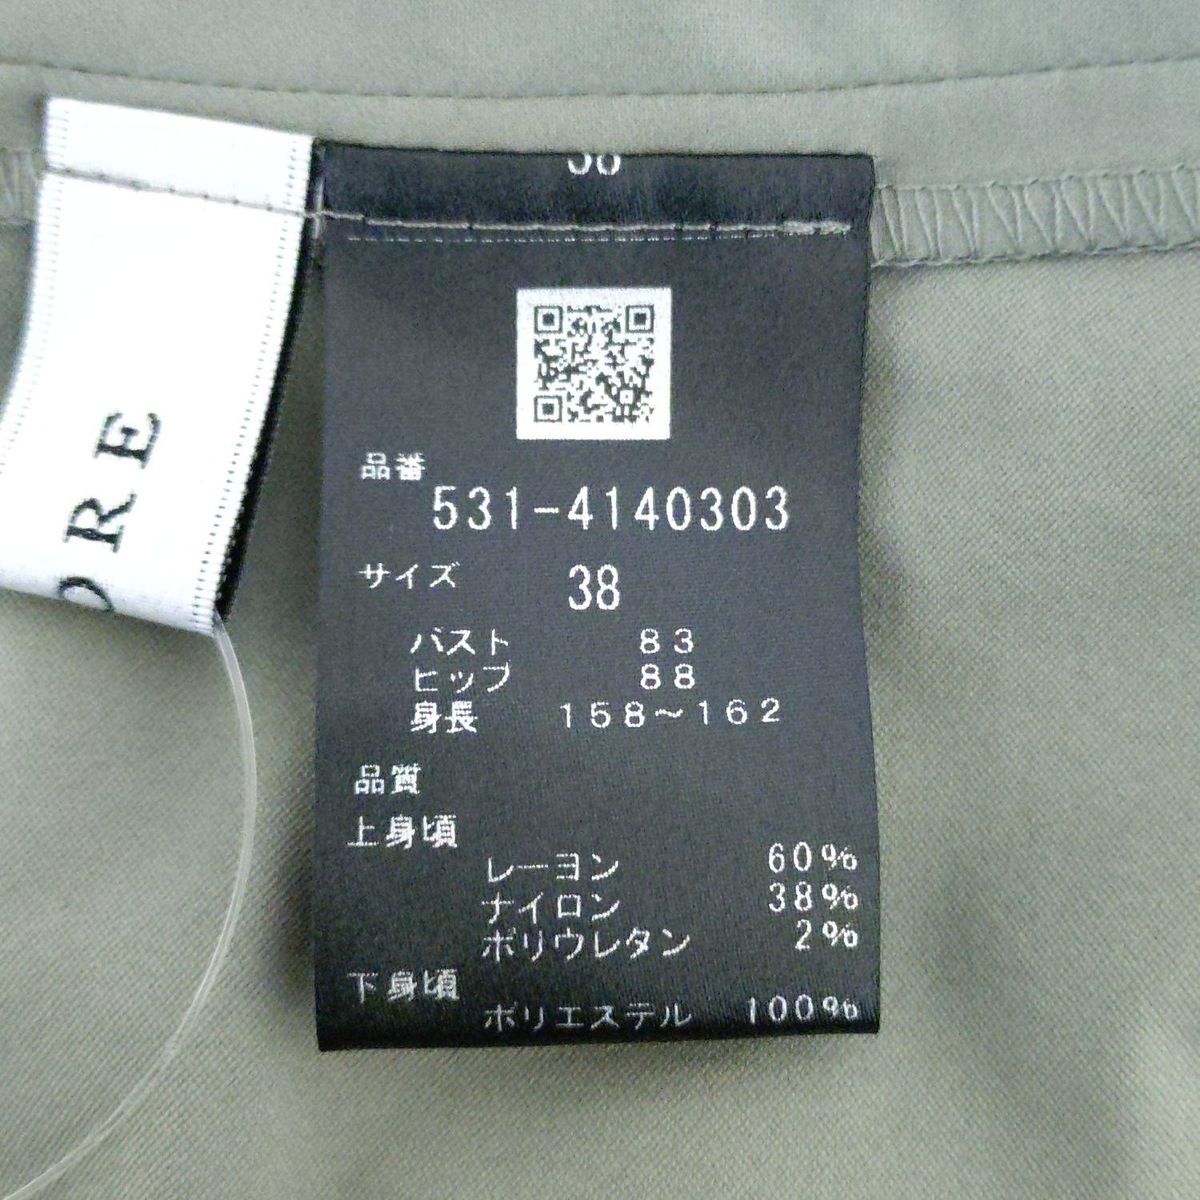 ORE
38
品番
531-4140303
サイズ 38
バスト 83
ヒップ 88
身長 158~162
品質
上身頃
レーヨン 60%
ナイロン 38%
ポリウレタン 2%
下身頃
ポリエステル 100%